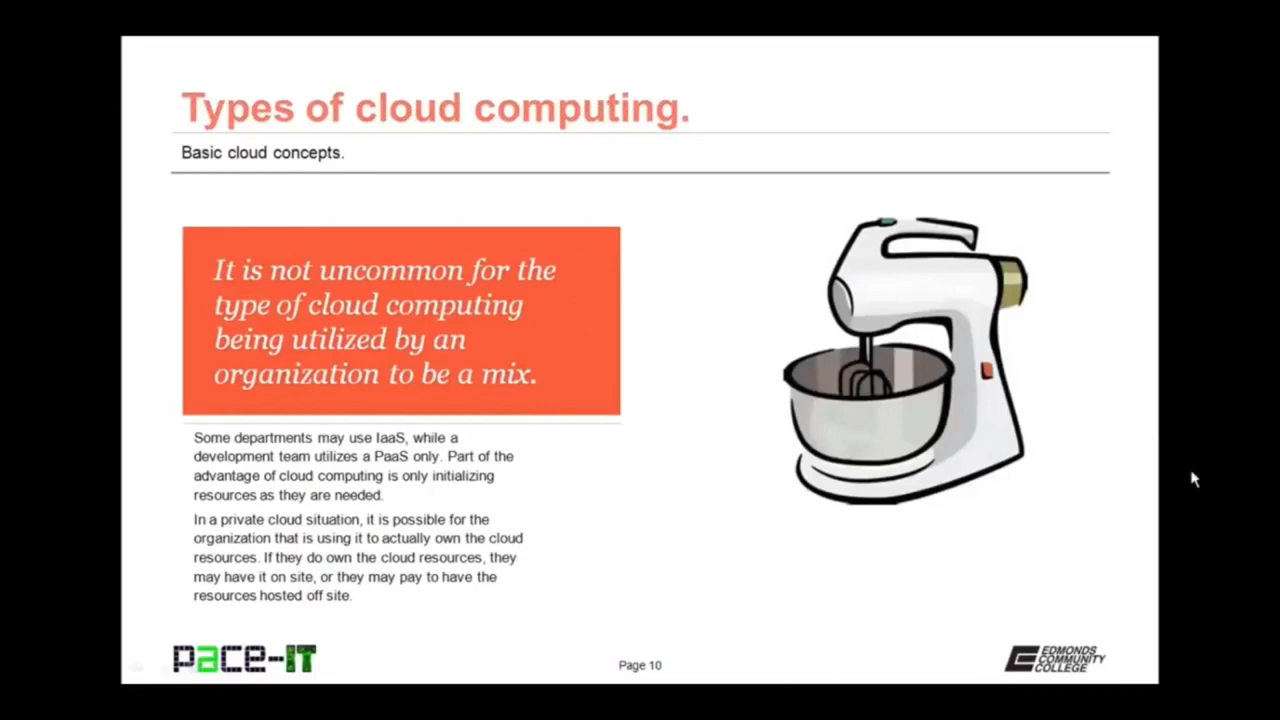 Types of cloud computing.
Basic cloud concepts.
It is not uncommon for the
type of cloud computing
being utilized by an
organization to be a mix.
Some departments may use IaaS, while a
development team utilizes a PaaS only. Part of the
advantage of cloud computing is only initializing
resources as they are needed.
In a private cloud situation, it is possible for the
organization that is using it to actually own the cloud
resources. If they do own the cloud resources, they
may have it on site, or they may pay to have the
resources hosted off site.
pace-IT
Page 10
EDMONDS
COMMUNITY
COLLEGE